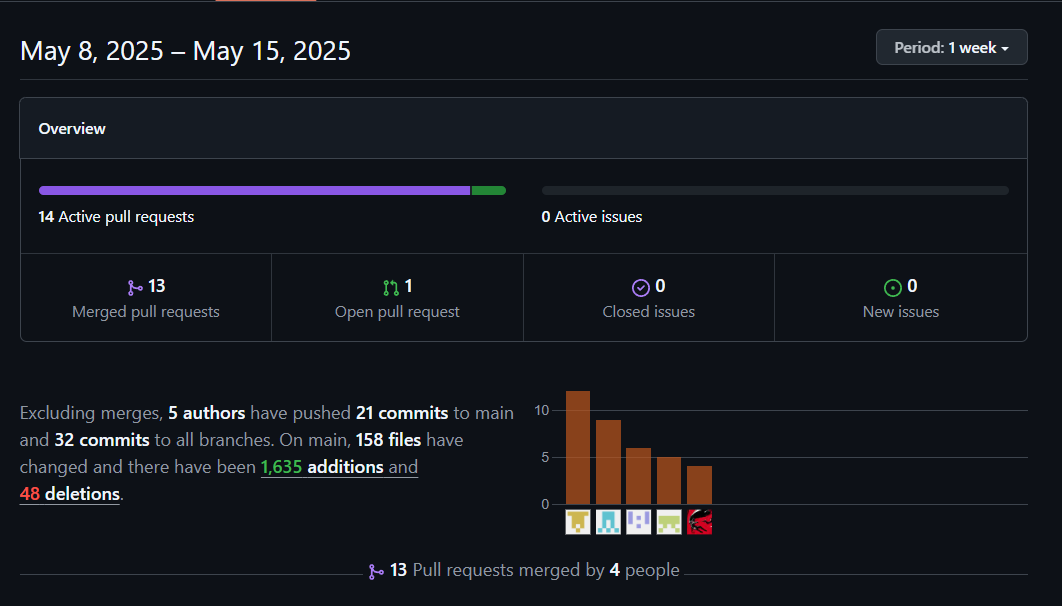 May 8, 2025 – May 15, 2025
Period: 1 week
Overview
14 Active pull requests
0 Active issues
13
Merged pull requests
1
Open pull request
0
Closed issues
0
New issues
Excluding merges, 5 authors have pushed 21 commits to main
and 32 commits to all branches. On main, 158 files have
changed and there have been 1,635 additions and
48 deletions.
10
5
0
13 Pull requests merged by 4 people